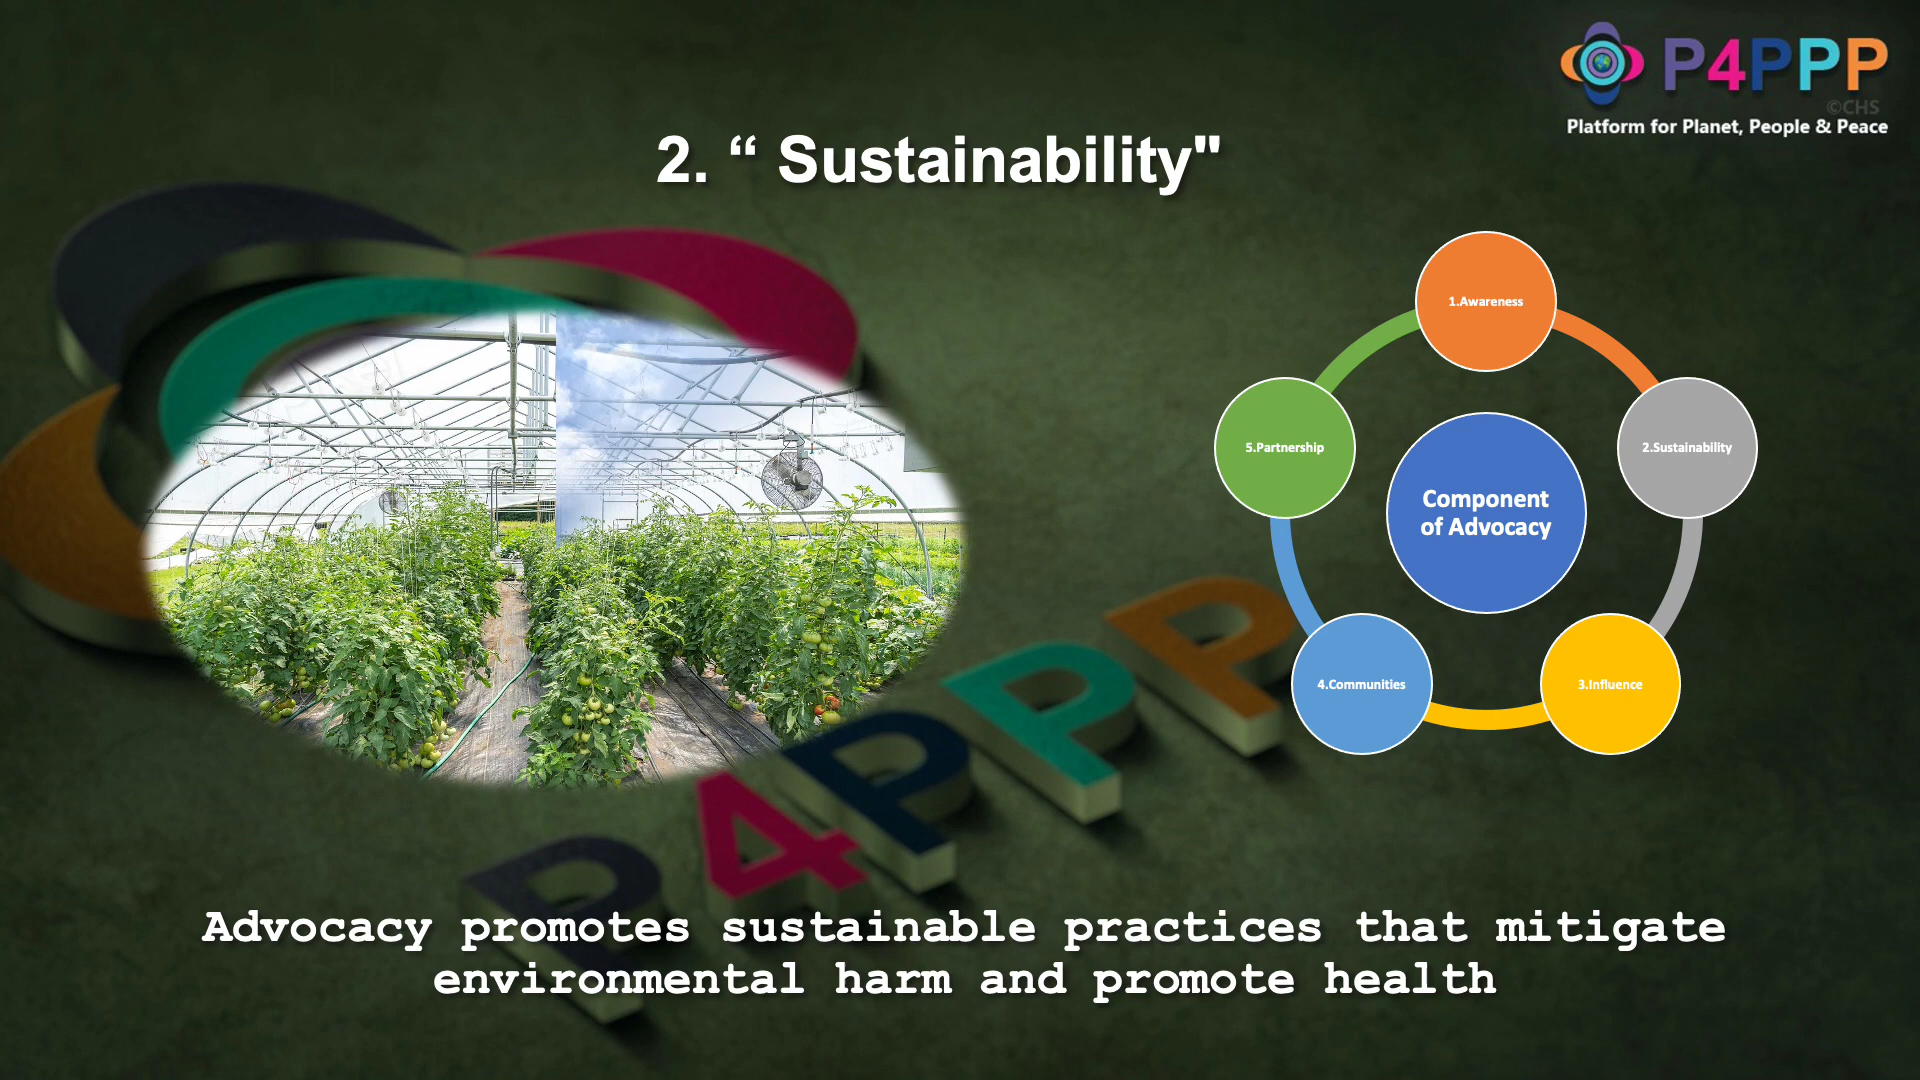 P4PPP
©CHS
Platform for Planet, People & Peace
2. “ Sustainability"
1.Awareness
5.Partnership
2.Sustainability
Component
of Advocacy
4.Communities
3.Influence
P4PPP
Advocacy promotes sustainable practices that mitigate
environmental harm and promote health